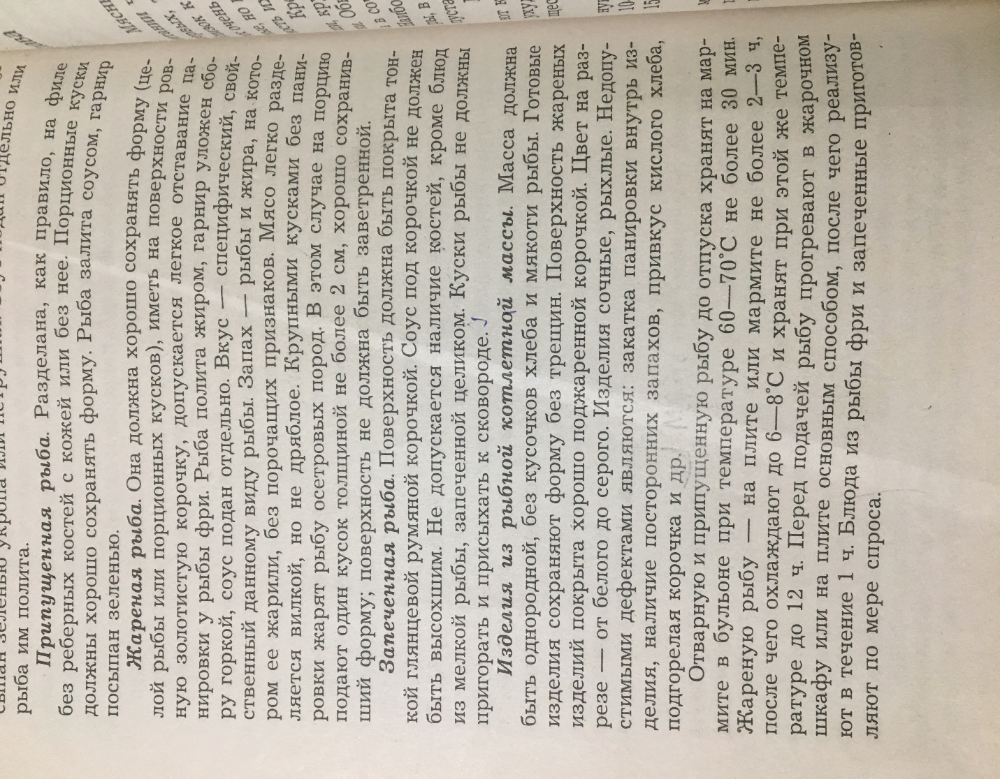 рыба им полита.
Припущенная рыба. Разделана, как правило, на филе
без реберных костей с кожей или без нее. Порционные куски
должны хорошо сохранять форму. Рыба залита соусом, гарнир
посыпан зеленью.
Жареная рыба. Она должна хорошо сохранять форму (це-
лой рыбы или порционных кусков), иметь на поверхности ров-
ную золотистую корочку, допускается легкое отставание па-
нировки у рыбы фри. Рыба полита жиром, гарнир уложен сбо-
ру горкой, соус подан отдельно. Вкус — специфический, свой-
ственный данному виду рыбы. Запах — рыбы и жира, на кото-
ром ее жарили, без порочащих признаков. Мясо легко разде-
ляется вилкой, но не дряблое. Крупными кусками без пани-
ровки жарят рыбу осетровых пород. В этом случае на порцию
подают один кусок толщиной не более 2 см, хорошо сохранив-
ший форму; поверхность не должна быть заветренной.
Запеченная рыба. Поверхность должна быть покрыта тон-
кой глянцевой румяной корочкой. Соус под корочкой не должен
быть высохшим. Не допускается наличие костей, кроме блюд
из мелкой рыбы, запеченной целиком. Куски рыбы не должны
пригорать и присыхать к сковороде.
Изделия из рыбной котлетной массы. Масса должна
быть однородной, без кусочков хлеба и мякоти рыбы. Готовые
изделия сохраняют форму без трещин. Поверхность жареных
изделий покрыта хорошо поджаренной корочкой. Цвет на раз-
резе — от белого до серого. Изделия сочные, рыхлые. Недопу-
стимыми дефектами являются: закатка панировки внутрь из-
делия, наличие посторонних запахов, привкус кислого хлеба,
подгорелая корочка и др.
Отварную и припущенную рыбу до отпуска хранят на мар-
мите в бульоне при температуре 60—70°С не более 30 мин.
Жареную рыбу — на плите или мармите не более 2—3 ч,
после чего охлаждают до 6—8°С и хранят при этой же темпе-
ратуре до 12 ч. Перед подачей рыбу прогревают в жарочном
шкафу или на плите основным способом, после чего реализу-
ют в течение 1 ч. Блюда из рыбы фри и запеченные приготов-
ляют по мере спроса.